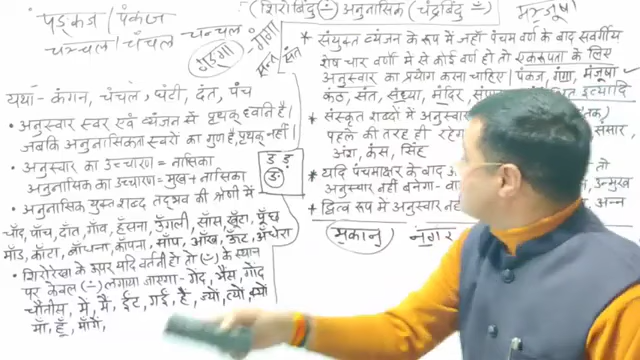 पङ्कज / पंकज
चञ्चल / चंचल
चन्चल
गङ्गा
गंगा
सन्त
संत
यथा - कंगन, चंचल, घंटी, दंत, पंच
• अनुस्वार स्वर एवं व्यंजन में पृथक् ध्वनि है।
जबकि अनुनासिकता स्वरों का गुण है, पृथक् नहीं।
• अनुस्वार का उच्चारण = नासिका
अनुनासिक का उच्चारण = मुख + नासिका
• अनुनासिक युक्त शब्द तद्भव की श्रेणी में
चाँद, पाँच, दाँत, गाँव, हँसना, उँगली, साँस, खूँटा, पूँछ
काँटा, काँपना, साँप, आँख, ऊँट, अँधेरा
• शिरोरेखा के ऊपर यदि वर्तनी हो तो (ँ) के स्थान
पर केवल (ं) लगाया जाएगा - गेंद, भैंस, गोंद
चौंतीस, में, मैं, ईंट, गईं, हैं, ज्यों, त्यों, क्यों
माँ, हूँ, मांगें,
ड ड़
ङ
(शिरोबिंदु) अनुनासिक (चंद्रबिंदु ँ)
मञ्जूषा
* संयुक्त व्यंजन के रूप में जहाँ पंचम वर्ण के बाद सवर्गीय
शेष चार वर्णों में से कोई वर्ण हो तो एकरूपता के लिए
अनुस्वार का प्रयोग करना चाहिए। पंकज, गंगा, मंजूषा
कंठ, संत, संध्या, मंदिर, इत्यादि
* संस्कृत शब्दों में अनुस्वार
पहले की तरह ही रहेगा
अंश, कंस, सिंह
* यदि पंचमाक्षर के बाद तो
अनुस्वार नहीं बनेगा - उन्मुख
* द्वित्व रूप में अनुस्वार नहीं अन्न
मकानु नगर